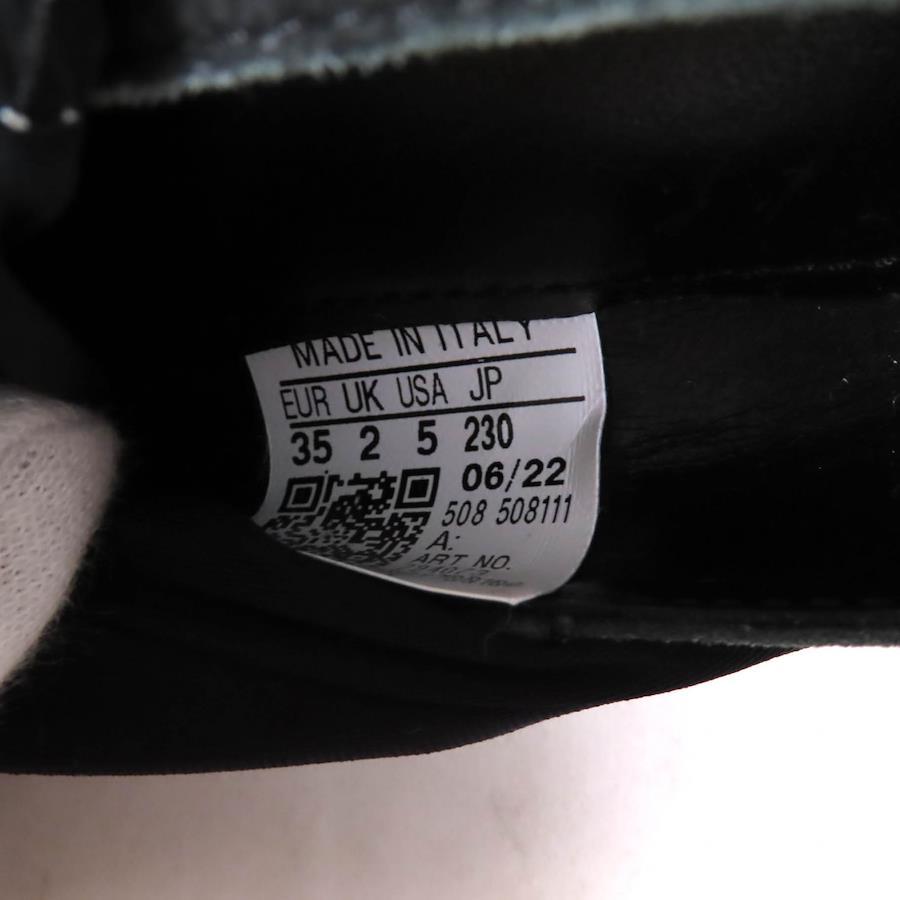 MADE IN ITALY
EUR UK USA JP
35 2 5 230
06/22
508 508111
A:
ART NO.